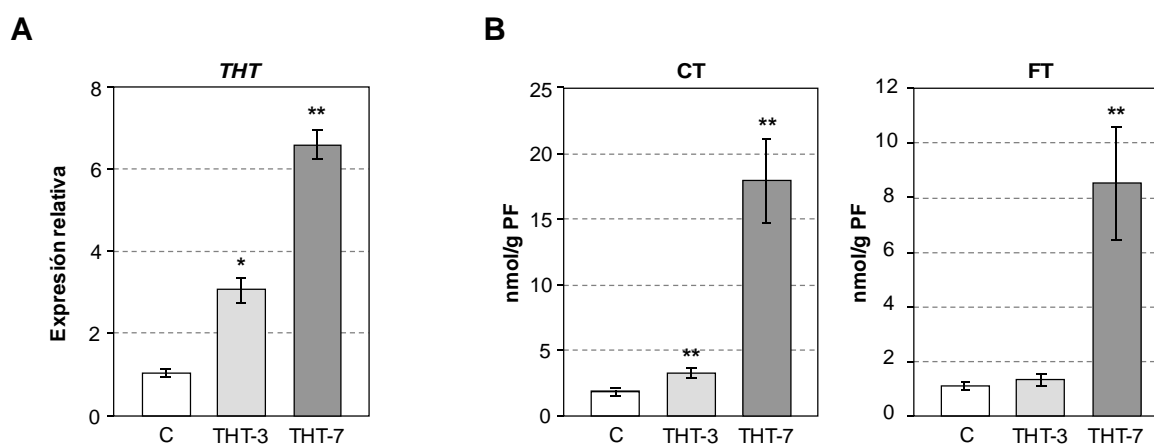 A
THT
Expresión relativa
8
6
4
2
0
*
**
C THT-3 THT-7
B
CT
nmol/g PF
25
20
15
10
5
0
**
**
C THT-3 THT-7
FT
nmol/g PF
12
10
8
6
4
2
0
**
C THT-3 THT-7